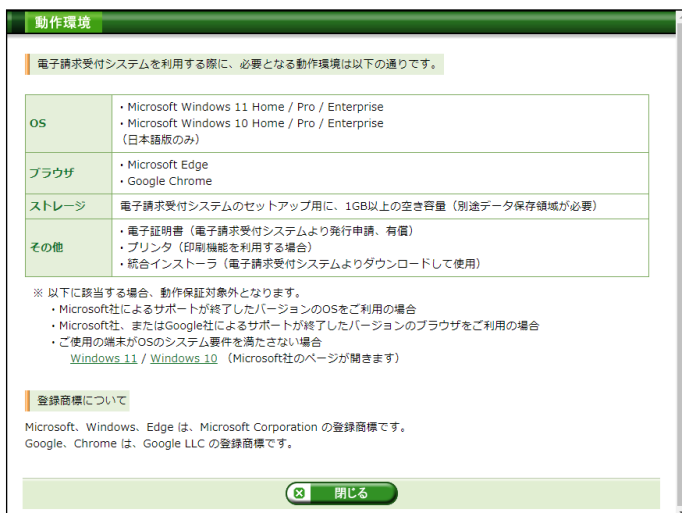 動作環境
電子請求受付システムを利用する際に、必要となる動作環境は以下の通りです。
OS
・Microsoft Windows 11 Home / Pro / Enterprise
・Microsoft Windows 10 Home / Pro / Enterprise
（日本語版のみ）
ブラウザ
・Microsoft Edge
・Google Chrome
ストレージ
電子請求受付システムのセットアップ用に、1GB以上の空き容量（別途データ保存領域が必要）
その他
・電子証明書（電子請求受付システムより発行申請、有償）
・プリンタ（印刷機能を利用する場合）
・統合インストーラ（電子請求受付システムよりダウンロードして使用）
※ 以下に該当する場合、動作保証対象外となります。
・Microsoft社によるサポートが終了したバージョンのOSをご利用の場合
・Microsoft社、またはGoogle社によるサポートが終了したバージョンのブラウザをご利用の場合
・ご使用の端末がOSのシステム要件を満たさない場合
Windows 11 / Windows 10 （Microsoft社のページが開きます）
登録商標について
Microsoft、Windows、Edge は、Microsoft Corporation の登録商標です。
Google、Chrome は、Google LLC の登録商標です。
閉じる